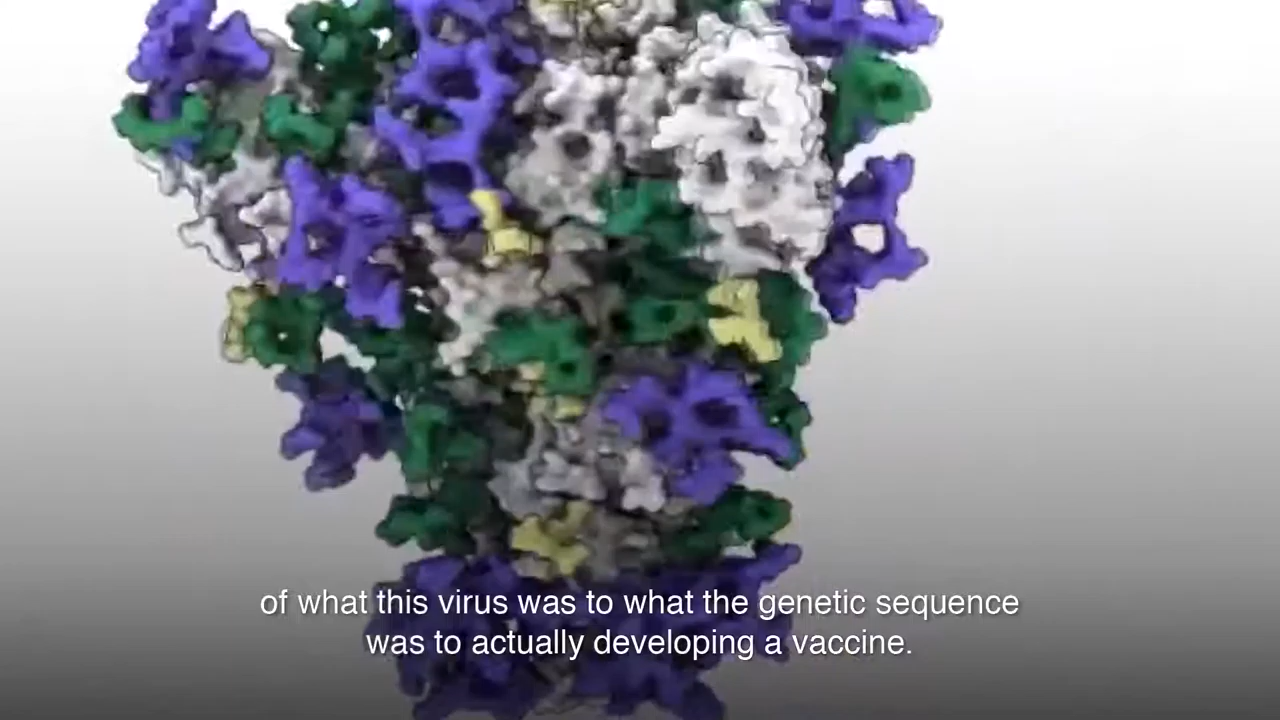 of what this virus was to what the genetic sequence
was to actually developing a vaccine.